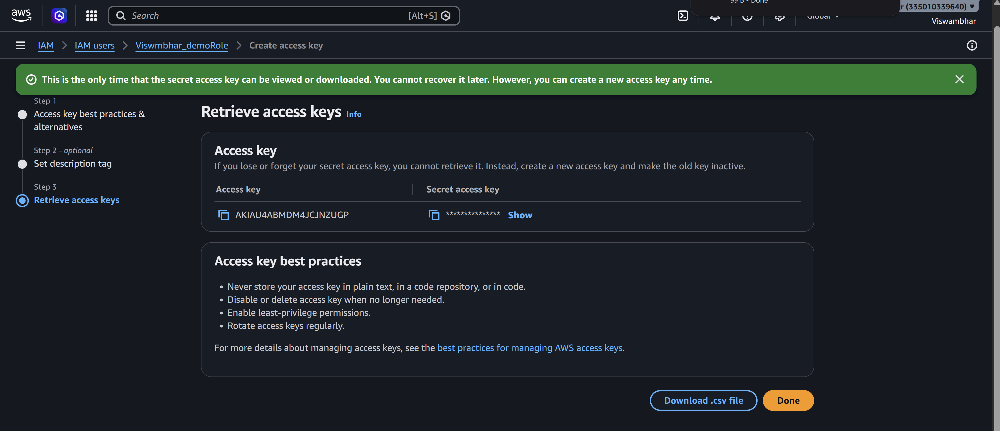 99 B • Done
aws
Search
[Alt+S]
Global
r (335010339640)
Viswambhar
IAM
IAM users
Viswmbhar_demoRole
Create access key
This is the only time that the secret access key can be viewed or downloaded. You cannot recover it later. However, you can create a new access key any time.
Step 1
Access key best practices &
alternatives
Step 2 - optional
Set description tag
Step 3
Retrieve access keys
Retrieve access keys Info
Access key
If you lose or forget your secret access key, you cannot retrieve it. Instead, create a new access key and make the old key inactive.
Access key
Secret access key
AKIAU4ABMDM4JCJNZUGP
*************** Show
Access key best practices
• Never store your access key in plain text, in a code repository, or in code.
• Disable or delete access key when no longer needed.
• Enable least-privilege permissions.
• Rotate access keys regularly.
For more details about managing access keys, see the best practices for managing AWS access keys.
Download .csv file
Done